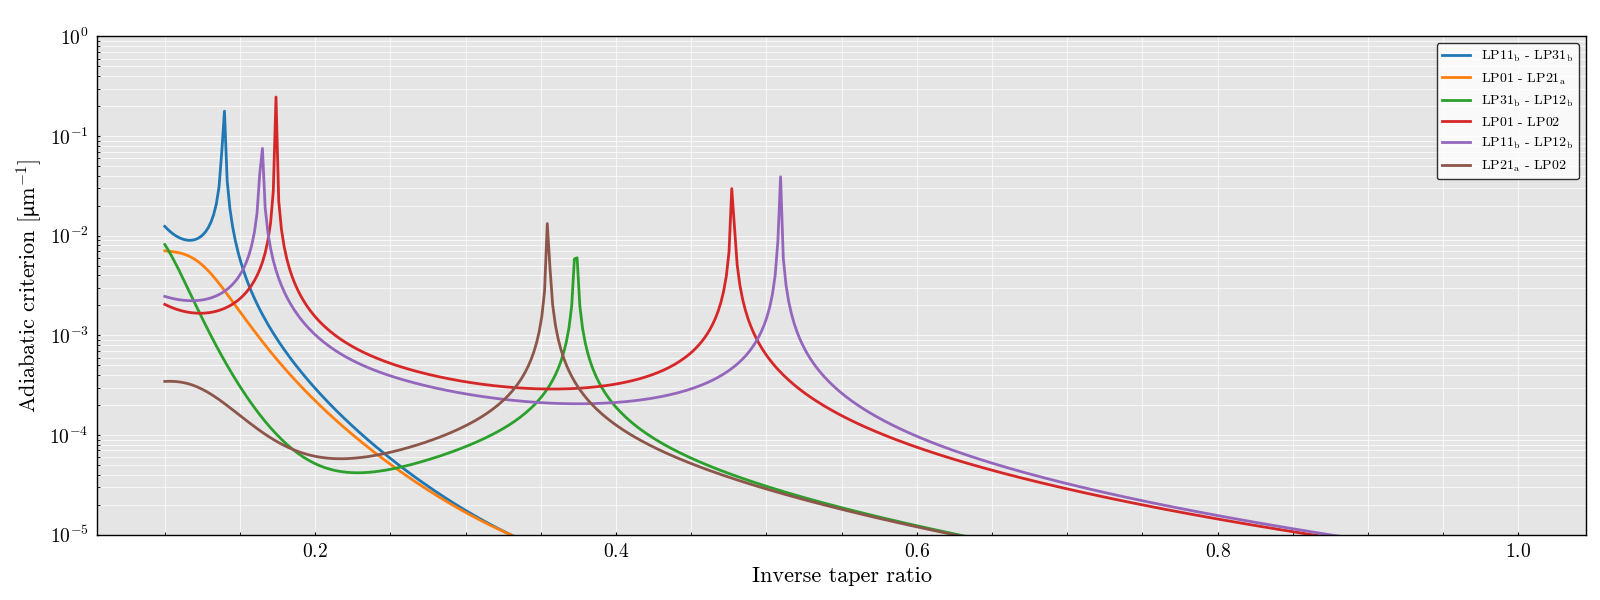 10⁰
10⁻¹
10⁻²
10⁻³
10⁻⁴
10⁻⁵
Adiabatic criterion [μm⁻¹]
LP11b - LP31b
LP01 - LP21a
LP31b - LP12b
LP01 - LP02
LP11b - LP12b
LP21a - LP02
0.2 0.4 0.6 0.8 1.0
Inverse taper ratio